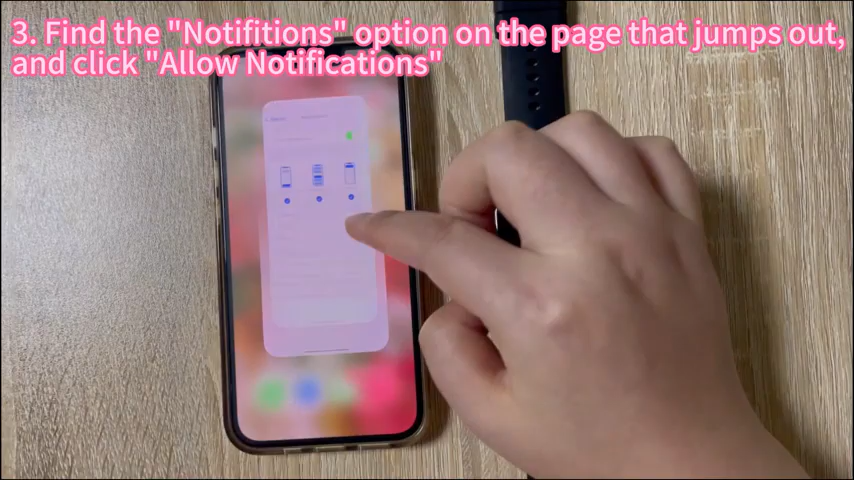 3. Find the "Notifitions" option on the page that jumps out,
and click "Allow Notifications"